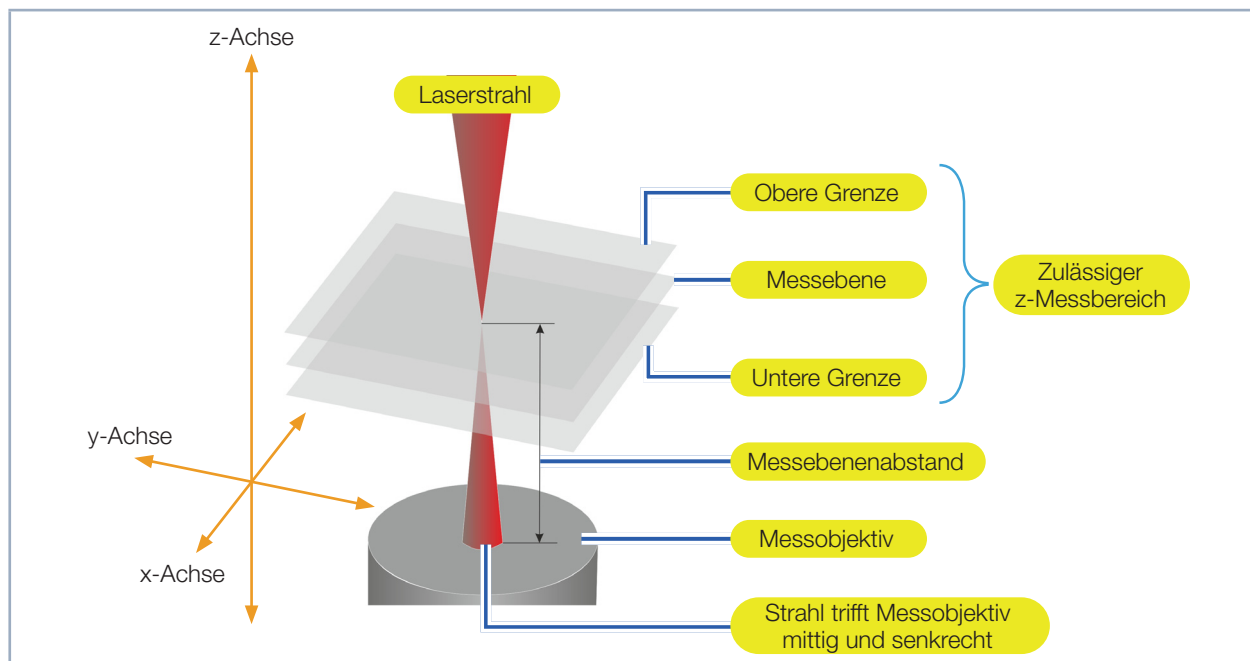 z-Achse
Laserstrahl
Obere Grenze
Messebene
Zulässiger
z-Messbereich
Untere Grenze
y-Achse
Messebenenabstand
Messobjektiv
x-Achse
Strahl trifft Messobjektiv
mittig und senkrecht